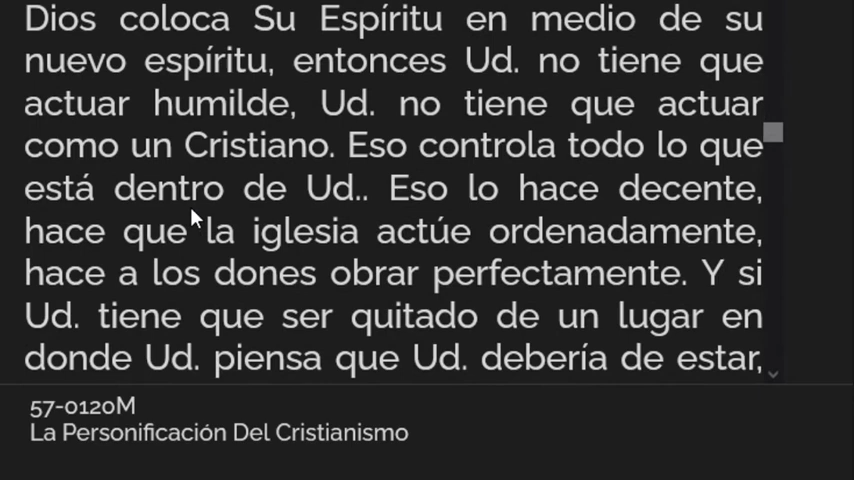 Dios coloca Su Espíritu en medio de su
nuevo espíritu, entonces Ud. no tiene que
actuar humilde, Ud. no tiene que actuar
como un Cristiano. Eso controla todo lo que
está dentro de Ud.. Eso lo hace decente,
hace que la iglesia actúe ordenadamente,
hace a los dones obrar perfectamente. Y si
Ud. tiene que ser quitado de un lugar en
donde Ud. piensa que Ud. debería de estar,
57-0120M
La Personificación Del Cristianismo